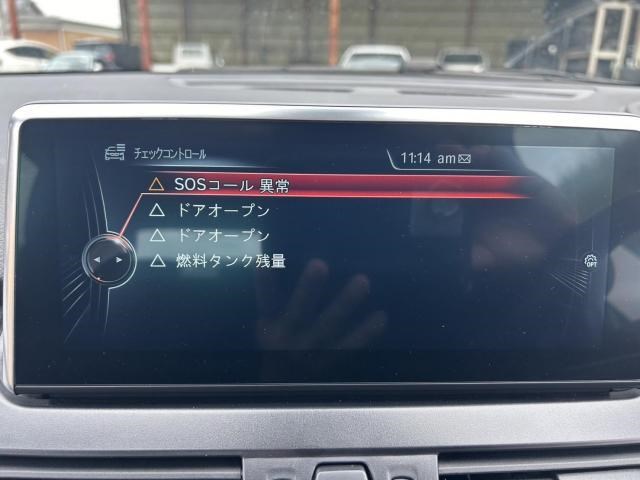 チェックコントロール
11:14 am
SOSコール 異常
ドアオープン
ドアオープン
燃料タンク残量
OPT